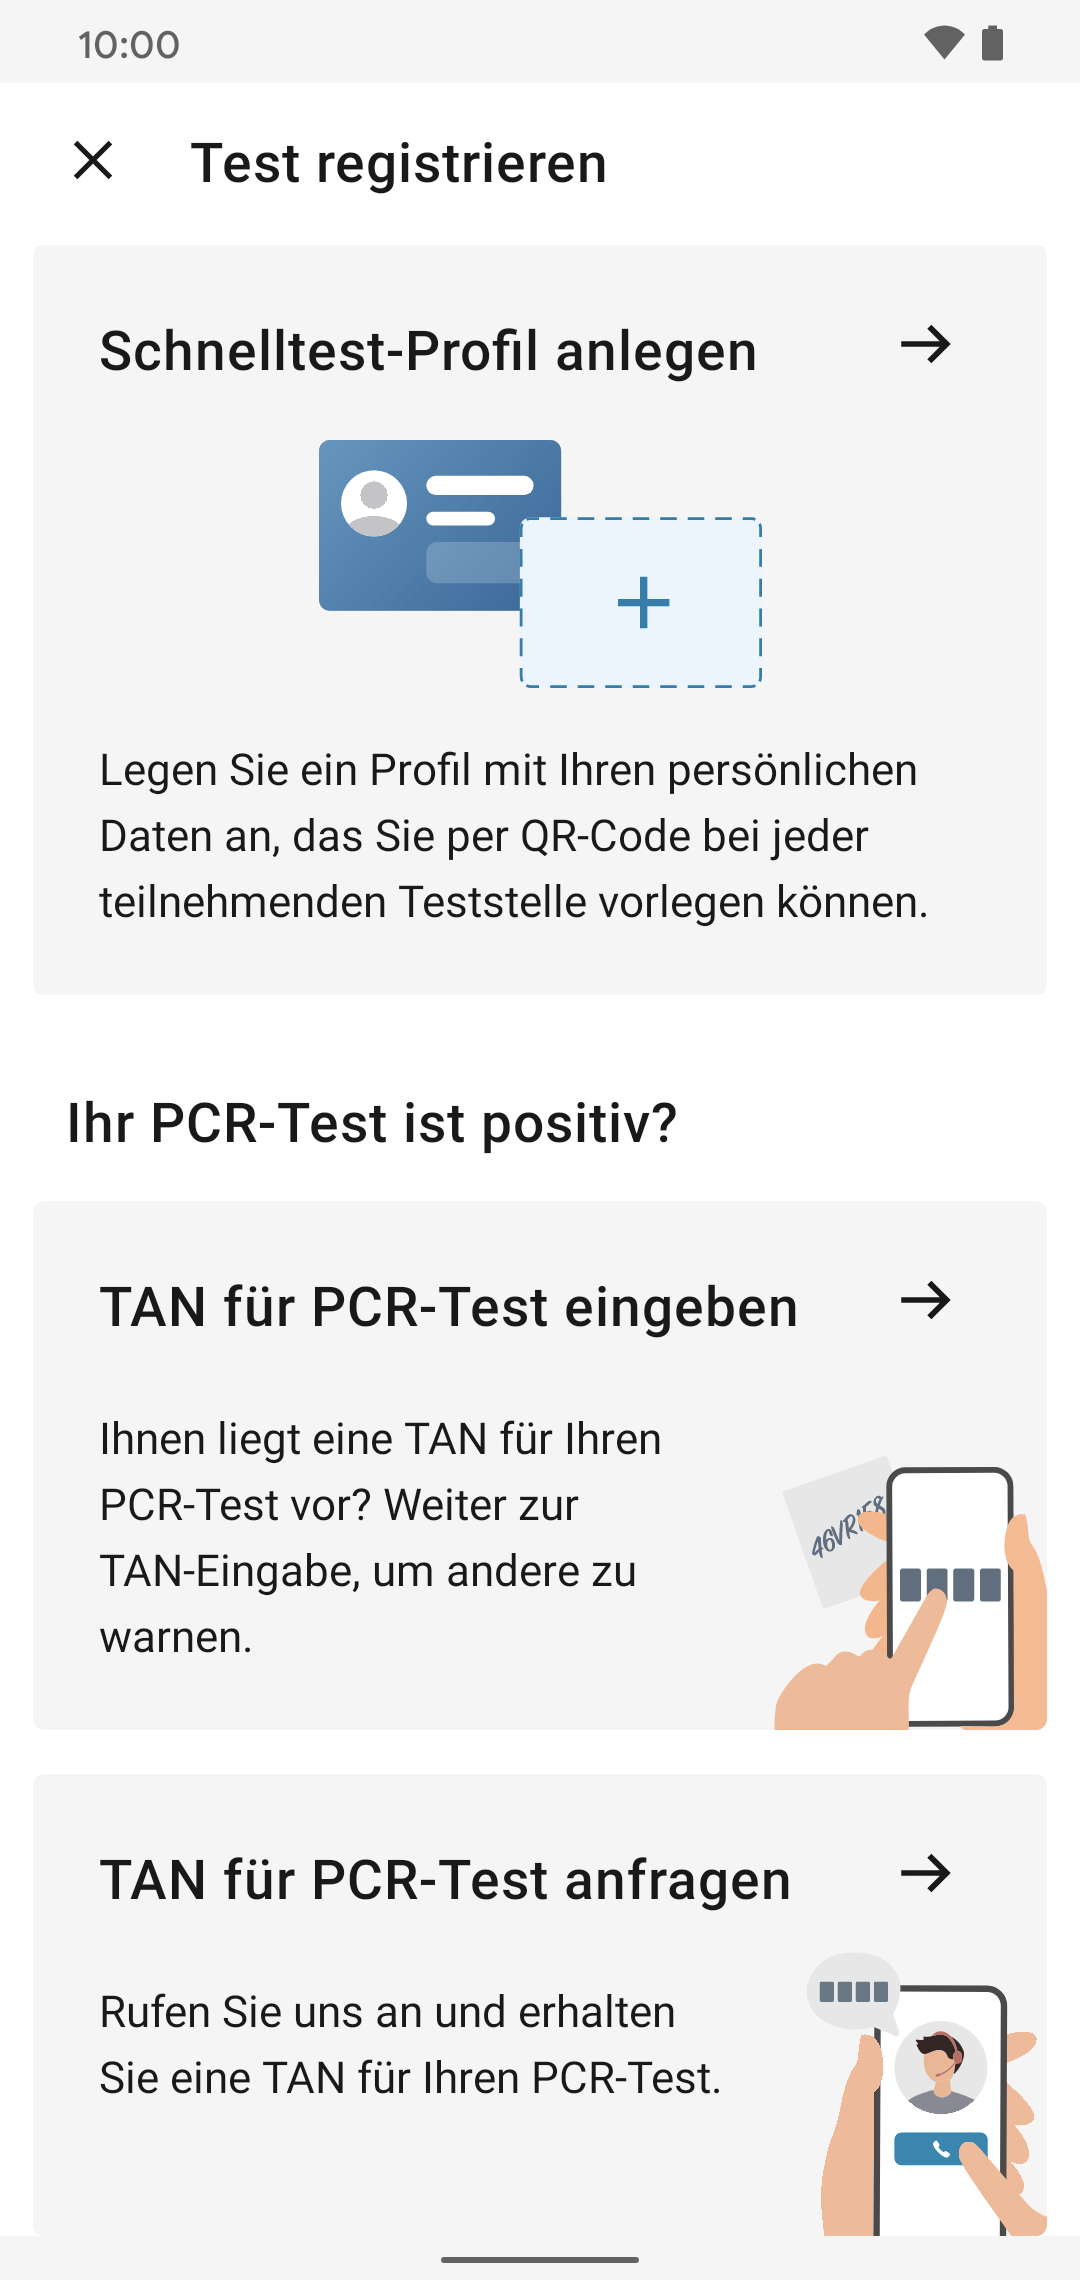 10:00
Test registrieren
Schnelltest-Profil anlegen
Legen Sie ein Profil mit Ihren persönlichen
Daten an, das Sie per QR-Code bei jeder
teilnehmenden Teststelle vorlegen können.
Ihr PCR-Test ist positiv?
TAN für PCR-Test eingeben
Ihnen liegt eine TAN für Ihren
PCR-Test vor? Weiter zur
TAN-Eingabe, um andere zu
warnen.
TAN für PCR-Test anfragen
Rufen Sie uns an und erhalten
Sie eine TAN für Ihren PCR-Test.